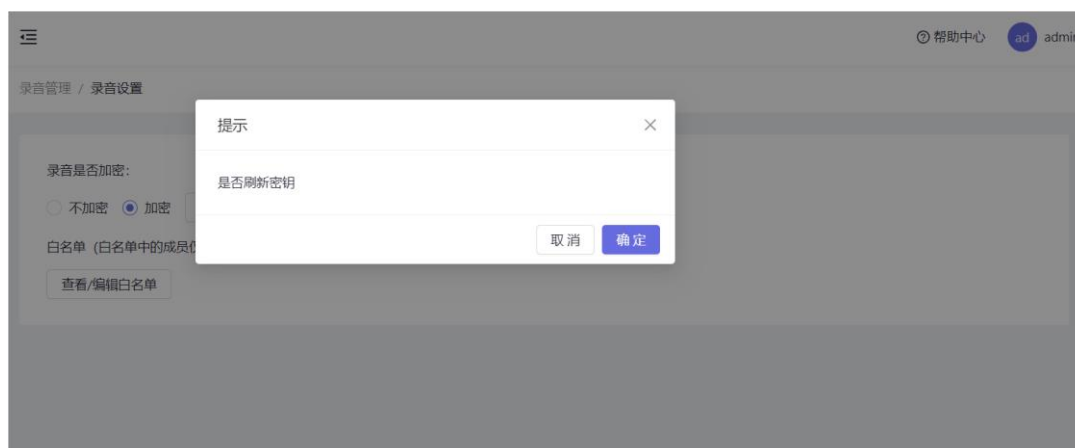 帮助中心
ad
admin
录音管理 / 录音设置
提示
录音是否加密:
是否刷新密钥
不加密
加密
取消
确定
白名单（白名单中的成员仅
查看/编辑白名单